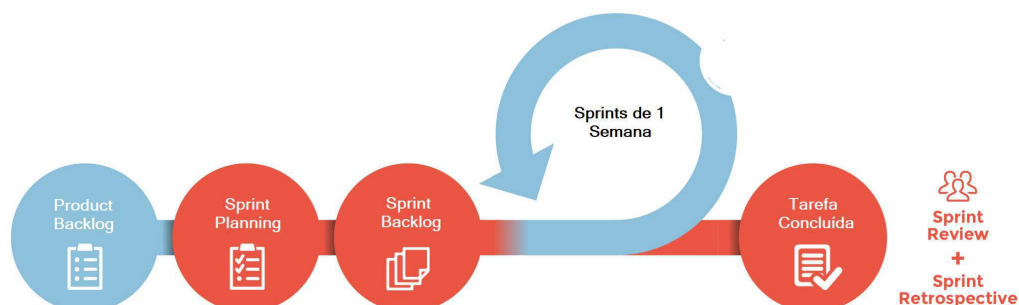 Sprints de 1
Semana
Product
Backlog
Sprint
Planning
Sprint
Backlog
Tarefa
Concluída
Sprint
Review
+
Sprint
Retrospective